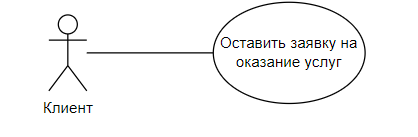 Оставить заявку на
оказание услуг
Клиент